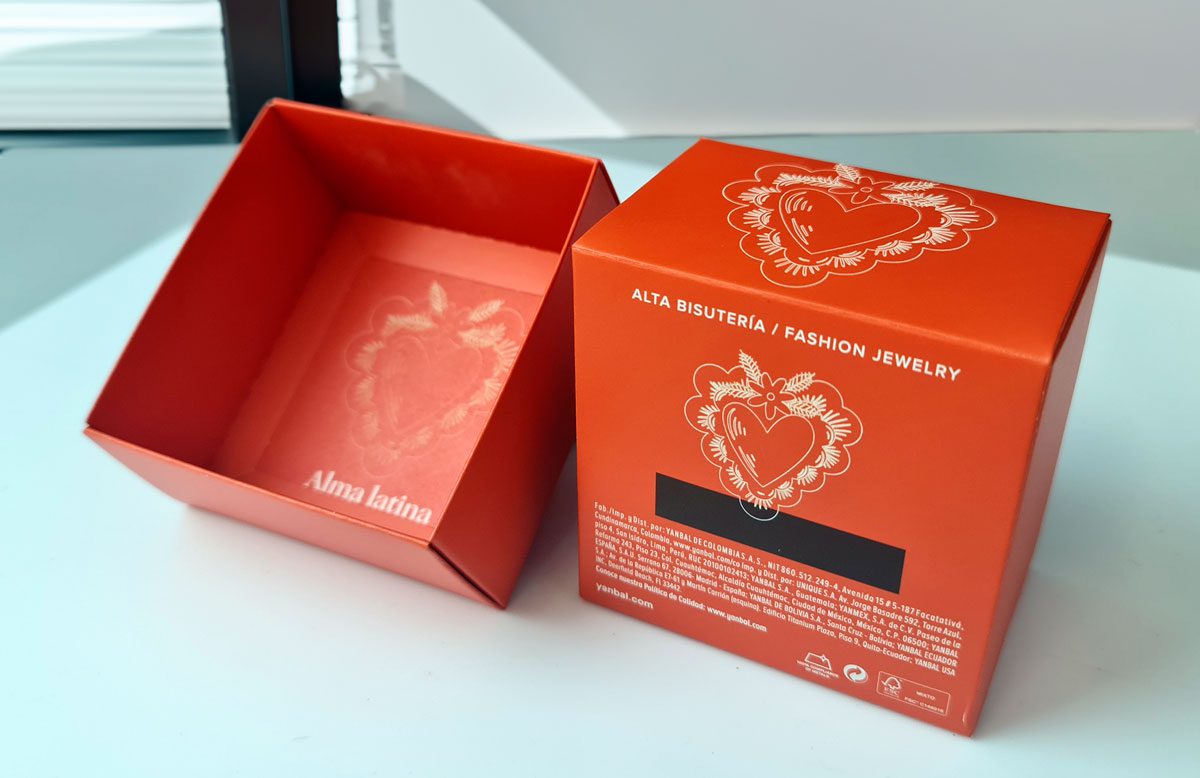 Alma latina
ALTA BISUTERÍA / FASHION JEWELRY
Fab./Imp. y Dist. por: YANBAL DE COLOMBIA S.A.S., NIT 860.512.249-4, Avenida 15 # 5-187 Facatativá,
Cundinamarca, Colombia, www.yanbal.com/co Imp. y Dist. por: UNIQUE S.A. Av. Jorge Basadre 592, Torre Azul,
piso 4, San Isidro, Lima, Perú, RUC 20100102413; YANBAL S.A., Guatemala; YANMEX, S.A. de C.V. Paseo de la
Reforma 243, Piso 23, Col. Cuauhtémoc, Alcaldía Cuauhtémoc, Ciudad de México, México, C.P. 06500; YANBAL
ESPAÑA, S.A.U. Serrano 67, 28006- Madrid - España; YANBAL DE BOLIVIA S.A., Santa Cruz - Bolivia; YANBAL ECUADOR
S.A.: Av. de la República E7-61 y Martín Carrión (esquina). Edificio Titanium Plaza, Piso 9, Quito-Ecuador; YANBAL USA
INC, Deerfield Beach, Fl 33442.
Conoce nuestra Política de Calidad: www.yanbal.com
yanbal.com
FSC
MIXTO